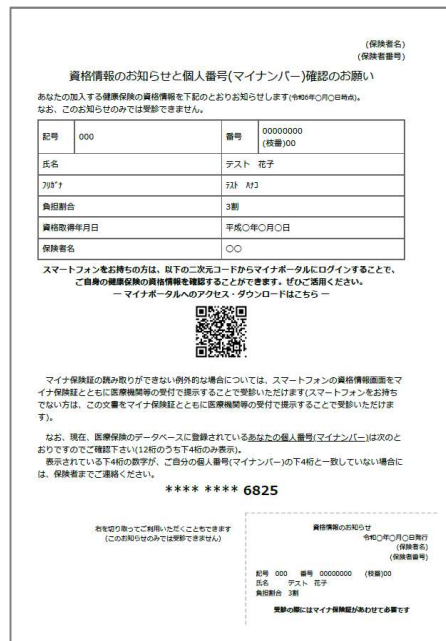 (保険者名)
(保険者番号)
資格情報のお知らせと個人番号(マイナンバー)確認のお願い
あなたの加入する健康保険の資格情報を下記のとおりお知らせします(令和6年〇月〇日時点)。
なお、このお知らせのみでは受診できません。
記号 000 番号 00000000
(枝番)00
氏名 テスト 花子
フリガナ テスト ハナコ
負担割合 3割
資格取得年月日 平成〇年〇月〇日
保険者名 〇〇
スマートフォンをお持ちの方は、以下の二次元コードからマイナポータルにログインすることで、
ご自身の健康保険の資格情報を確認することができます。ぜひご活用ください。
― マイナポータルへのアクセス・ダウンロードはこちら ―
マイナ保険証の読み取りができない例外的な場合については、スマートフォンの資格情報画面をマ
イナ保険証とともに医療機関等の受付で提示することで受診いただけます(スマートフォンをお持ち
でない方は、この文書をマイナ保険証とともに医療機関等の受付で提示することで受診いただけま
す)。
なお、現在、医療保険のデータベースに登録されているあなたの個人番号(マイナンバー)は次のと
おりですのでご確認下さい(12桁のうち下4桁のみ表示)。
表示されている下4桁の数字が、ご自分の個人番号(マイナンバー)の下4桁と一致していない場合に
は、保険者までご連絡ください。
**** **** 6825
右を切り取ってご利用いただくこともできます
(このお知らせのみでは受診できません)
資格情報のお知らせ
令和〇年〇月〇日発行
(保険者名)
(保険者番号)
記号 000 番号 00000000 (枝番)00
氏名 テスト 花子
負担割合 3割
受診の際にはマイナ保険証があわせて必要です